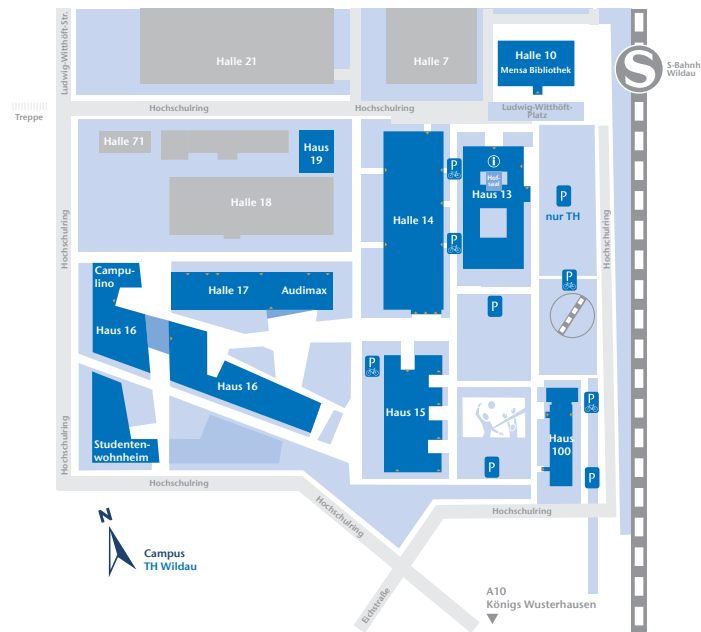 Ludwig-Witthöft-Str.
Halle 21
Halle 7
Halle 10
Mensa Bibliothek
S
S-Bahnh
Wildau
Treppe
Hochschulring
Hochschulring
Ludwig-Witthöft-
Platz
Halle 71
Haus
19
Halle 18
Halle 14
P
i
Hof-
saal
Haus 13
P
nur TH
P
Hochschulring
Hochschulring
Campu-
lino
Haus 16
Halle 17
Audimax
P
P
Haus 16
P
Haus 15
P
Haus
100
P
P
P
Hochschulring
Studenten-
wohnheim
Hochschulring
Hochschulring
Hochschulring
N
Campus
TH Wildau
Eichstraße
A10
Königs Wusterhausen